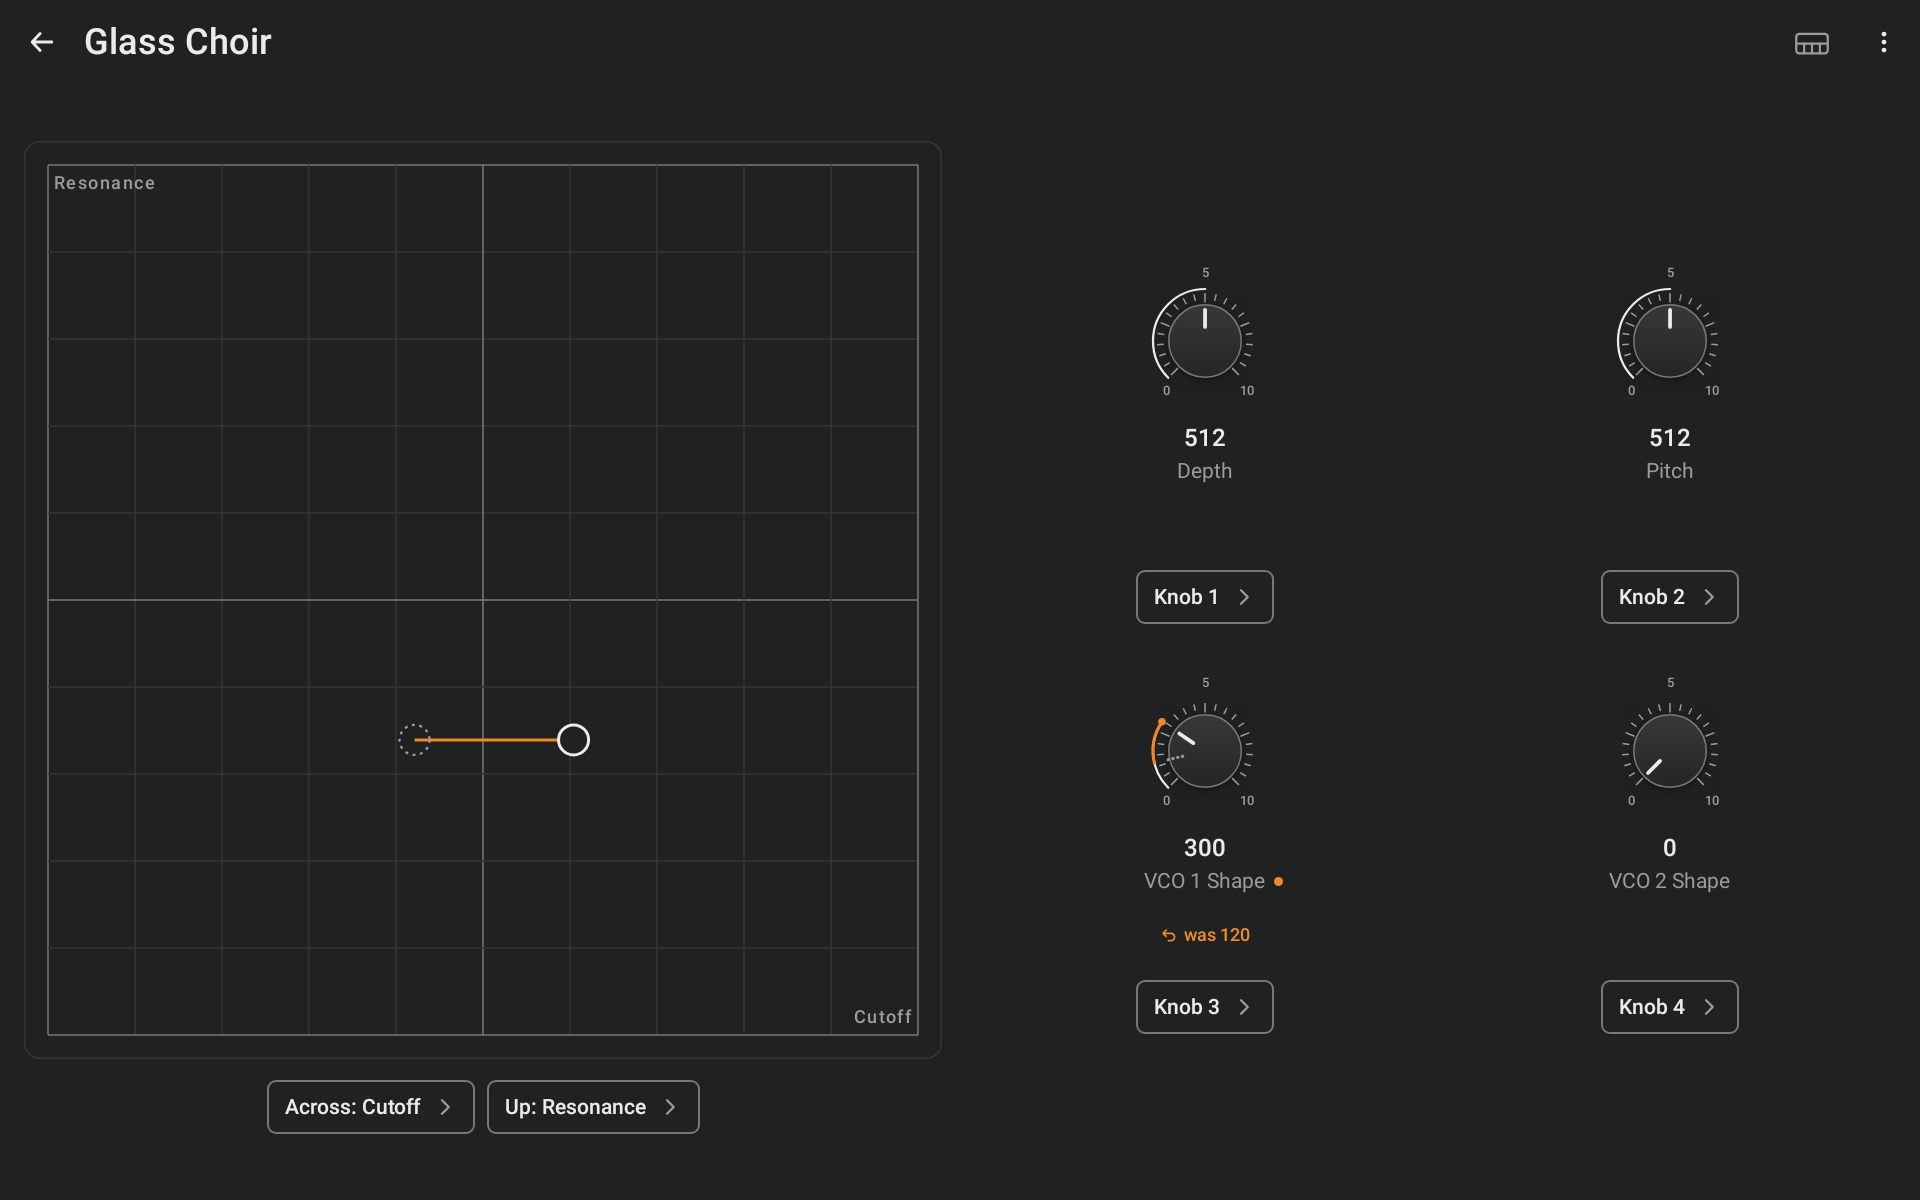 Glass Choir
Resonance
Cutoff
Across: Cutoff
Up: Resonance
5
0 10
512
Depth
Knob 1
5
0 10
512
Pitch
Knob 2
5
0 10
300
VCO 1 Shape
was 120
Knob 3
5
0 10
0
VCO 2 Shape
Knob 4